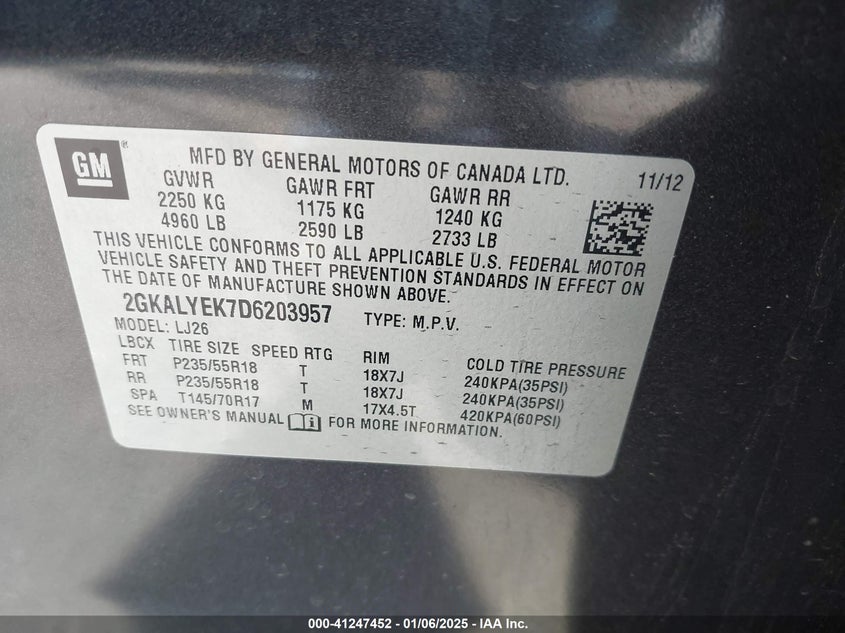 GM®
MFD BY GENERAL MOTORS OF CANADA LTD. 11/12
GVWR GAWR FRT GAWR RR
2250 KG 1175 KG 1240 KG
4960 LB 2590 LB 2733 LB
THIS VEHICLE CONFORMS TO ALL APPLICABLE U.S. FEDERAL MOTOR
VEHICLE SAFETY AND THEFT PREVENTION STANDARDS IN EFFECT ON
THE DATE OF MANUFACTURE SHOWN ABOVE.
2GKALYEK7D6203957 TYPE: M.P.V.
MODEL: LJ26
LBCX TIRE SIZE SPEED RTG RIM COLD TIRE PRESSURE
FRT P235/55R18 T 18X7J 240KPA(35PSI)
RR P235/55R18 T 18X7J 240KPA(35PSI)
SPA T145/70R17 M 17X4.5T 420KPA(60PSI)
SEE OWNER'S MANUAL FOR MORE INFORMATION.
000-41247452 - 01/06/2025 - IAA Inc.